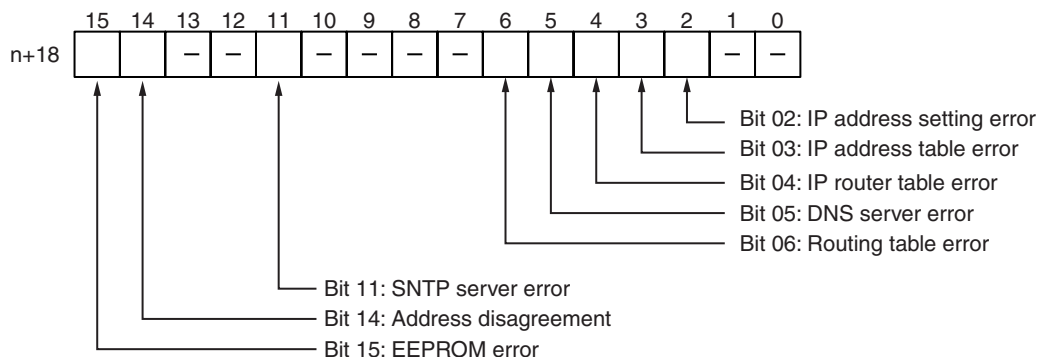 15 14 13 12 11 10 9 8 7 6 5 4 3 2 1 0
n+18 – – – – – – – –
Bit 02: IP address setting error
Bit 03: IP address table error
Bit 04: IP router table error
Bit 05: DNS server error
Bit 06: Routing table error
Bit 11: SNTP server error
Bit 14: Address disagreement
Bit 15: EEPROM error